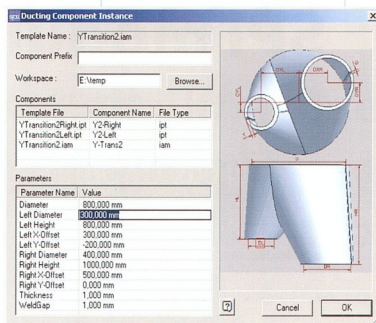 Ducting Component Instance
Template Name : YTransition2.iam
Component Prefix
Workspace : E:\temp Browse...
Components
Template File Component Name File Type
YTransition2Right.ipt Y2-Right ipt
YTransition2Left.ipt Y2-Left ipt
YTransition2.iam Y-Trans2 iam
Parameters
Parameter Name Value
Diameter 800,000 mm
Left Diameter 300,000 mm
Left Height 800,000 mm
Left X-Offset 300,000 mm
Left Y-Offset -200,000 mm
Right Diameter 400,000 mm
Right Height 1000,000 mm
Right X-Offset 500,000 mm
Right Y-Offset 0,000 mm
Thickness 1,000 mm
WeldGap 1,000 mm
D
HL
HR
DL
DR
? Cancel OK